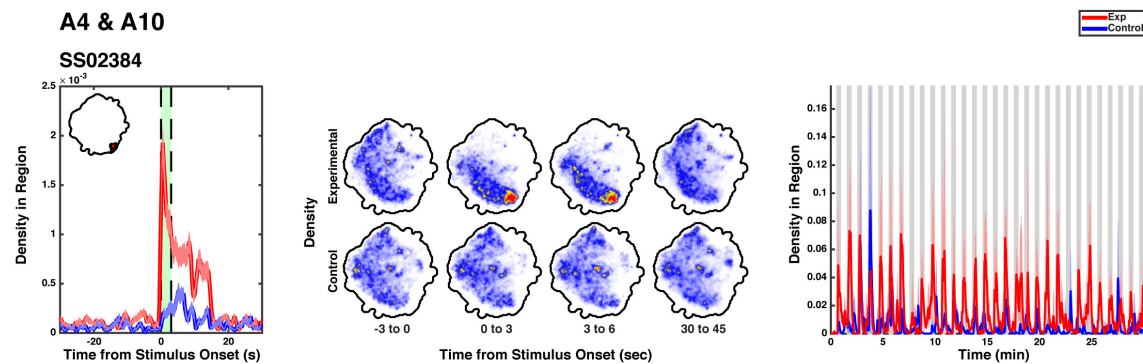 A4 & A10
SS02384
Exp
Control
× 10⁻³
2.5
2
1.5
1
0.5
0
Density in Region
-20 0 20
Time from Stimulus Onset (s)
Density
Experimental
Control
-3 to 0 0 to 3 3 to 6 30 to 45
Time from Stimulus Onset (sec)
0.16
0.14
0.12
0.1
0.08
0.06
0.04
0.02
0
Density in Region
0 5 10 15 20 25
Time (min)